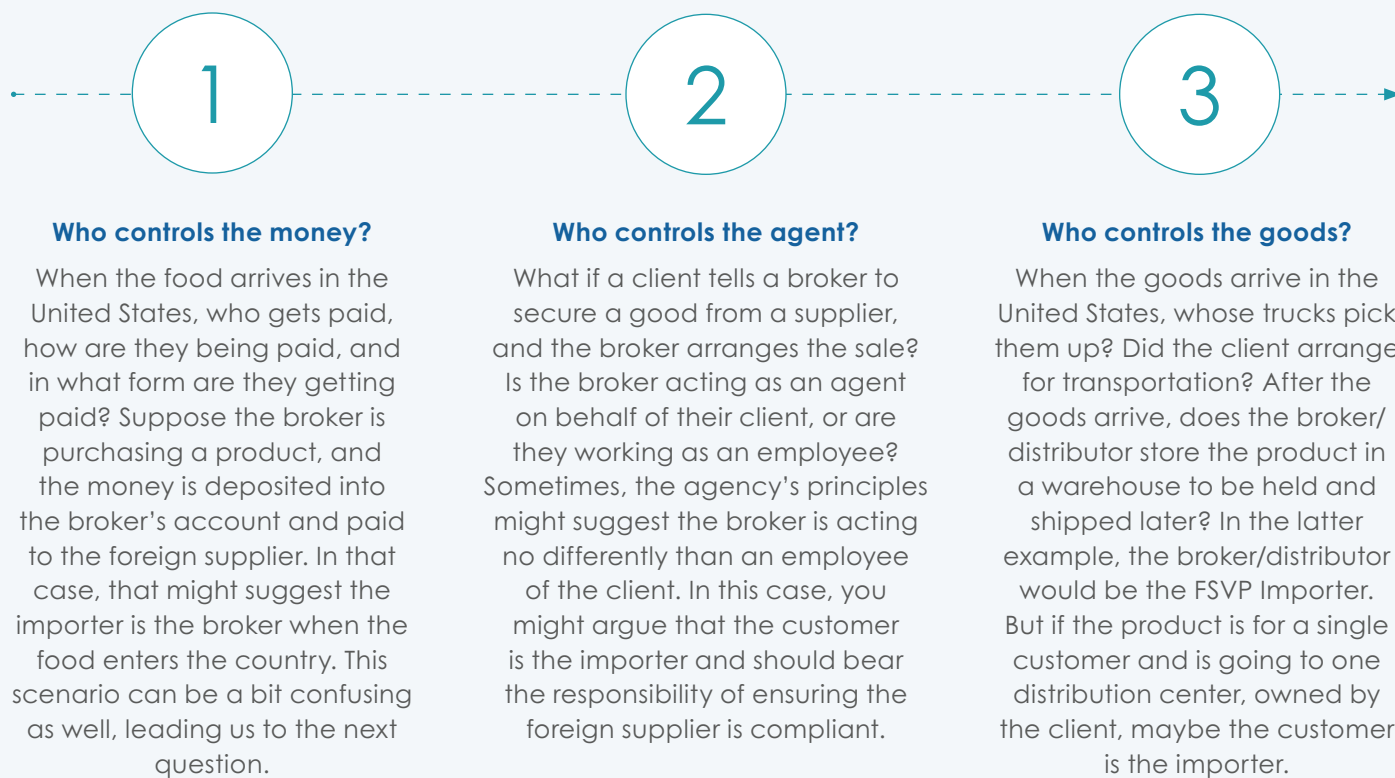 1
Who controls the money?
When the food arrives in the
United States, who gets paid,
how are they being paid, and
in what form are they getting
paid? Suppose the broker is
purchasing a product, and
the money is deposited into
the broker's account and paid
to the foreign supplier. In that
case, that might suggest the
importer is the broker when the
food enters the country. This
scenario can be a bit confusing
as well, leading us to the next
question.
2
Who controls the agent?
What if a client tells a broker to
secure a good from a supplier,
and the broker arranges the sale?
Is the broker acting as an agent
on behalf of their client, or are
they working as an employee?
Sometimes, the agency's principles
might suggest the broker is acting
no differently than an employee
of the client. In this case, you
might argue that the customer
is the importer and should bear
the responsibility of ensuring the
foreign supplier is compliant.
3
Who controls the goods?
When the goods arrive in the
United States, whose trucks pick
them up? Did the client arrange
for transportation? After the
goods arrive, does the broker/
distributor store the product in
a warehouse to be held and
shipped later? In the latter
example, the broker/distributor
would be the FSVP Importer.
But if the product is for a single
customer and is going to one
distribution center, owned by
the client, maybe the customer
is the importer.